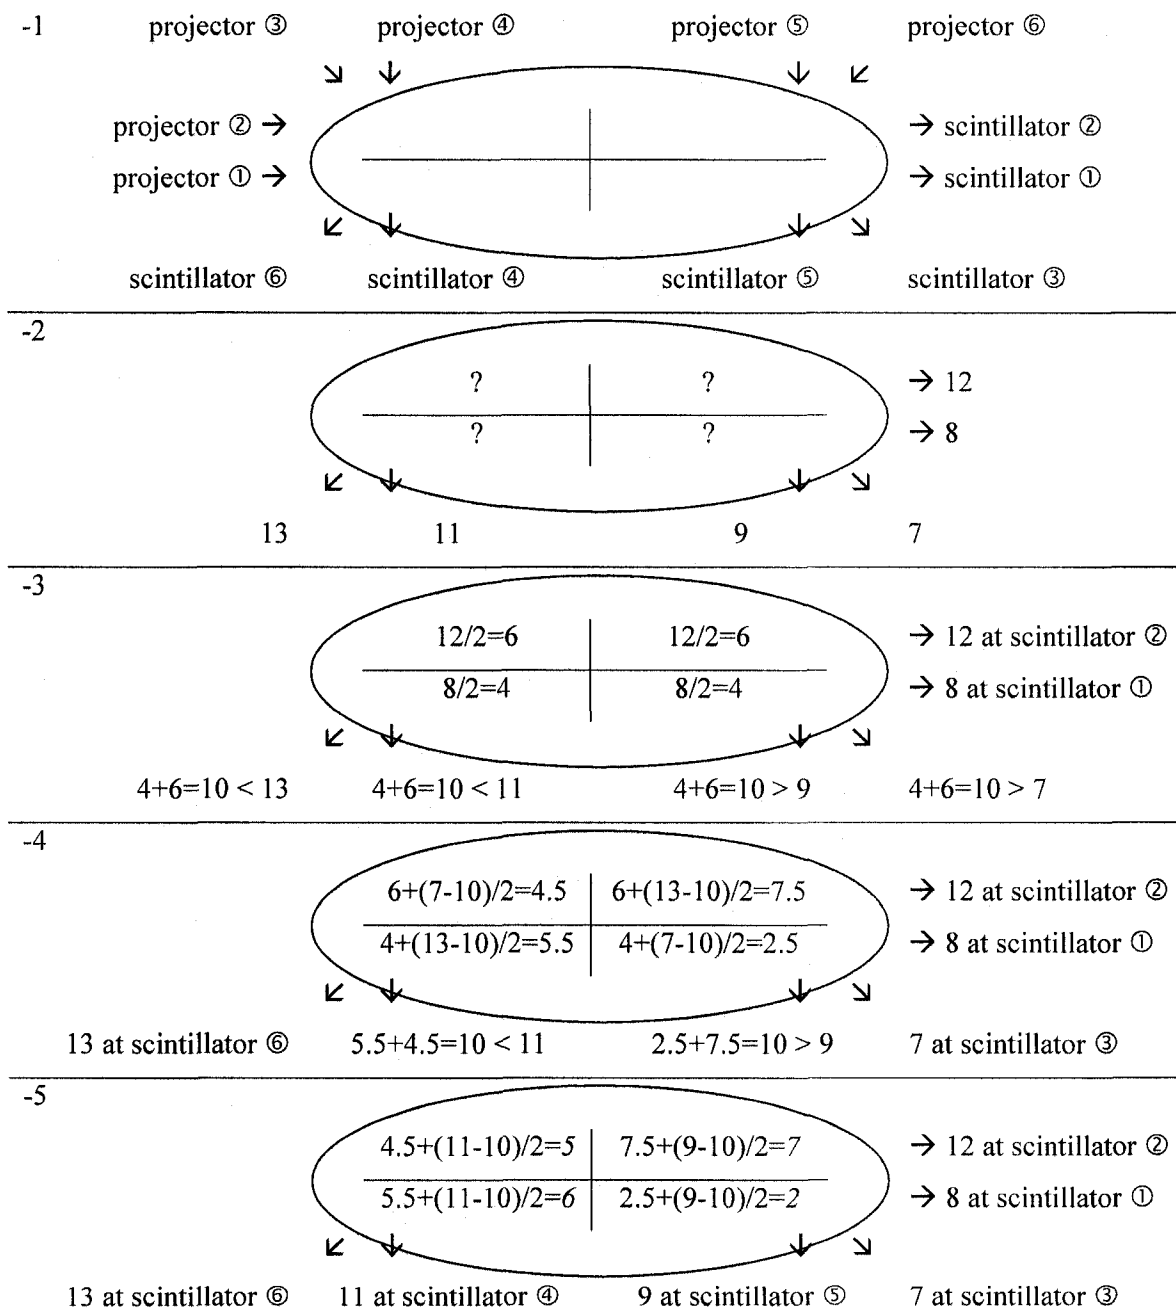 -1 projector ③ projector ④ projector ⑤ projector ⑥
↘ ↓ ↓ ↙
projector ② → → scintillator ②
projector ① → → scintillator ①
↙ ↓ ↓ ↘
scintillator ⑥ scintillator ④ scintillator ⑤ scintillator ③
-2
? ? → 12
? ? → 8
↙ ↓ ↓ ↘
13 11 9 7
-3
12/2=6 12/2=6 → 12 at scintillator ②
8/2=4 8/2=4 → 8 at scintillator ①
↙ ↓ ↓ ↘
4+6=10 < 13 4+6=10 < 11 4+6=10 > 9 4+6=10 > 7
-4
6+(7-10)/2=4.5 6+(13-10)/2=7.5 → 12 at scintillator ②
4+(13-10)/2=5.5 4+(7-10)/2=2.5 → 8 at scintillator ①
↙ ↓ ↓ ↘
13 at scintillator ⑥ 5.5+4.5=10 < 11 2.5+7.5=10 > 9 7 at scintillator ③
-5
4.5+(11-10)/2=5 7.5+(9-10)/2=7 → 12 at scintillator ②
5.5+(11-10)/2=6 2.5+(9-10)/2=2 → 8 at scintillator ①
↙ ↓ ↓ ↘
13 at scintillator ⑥ 11 at scintillator ④ 9 at scintillator ⑤ 7 at scintillator ③